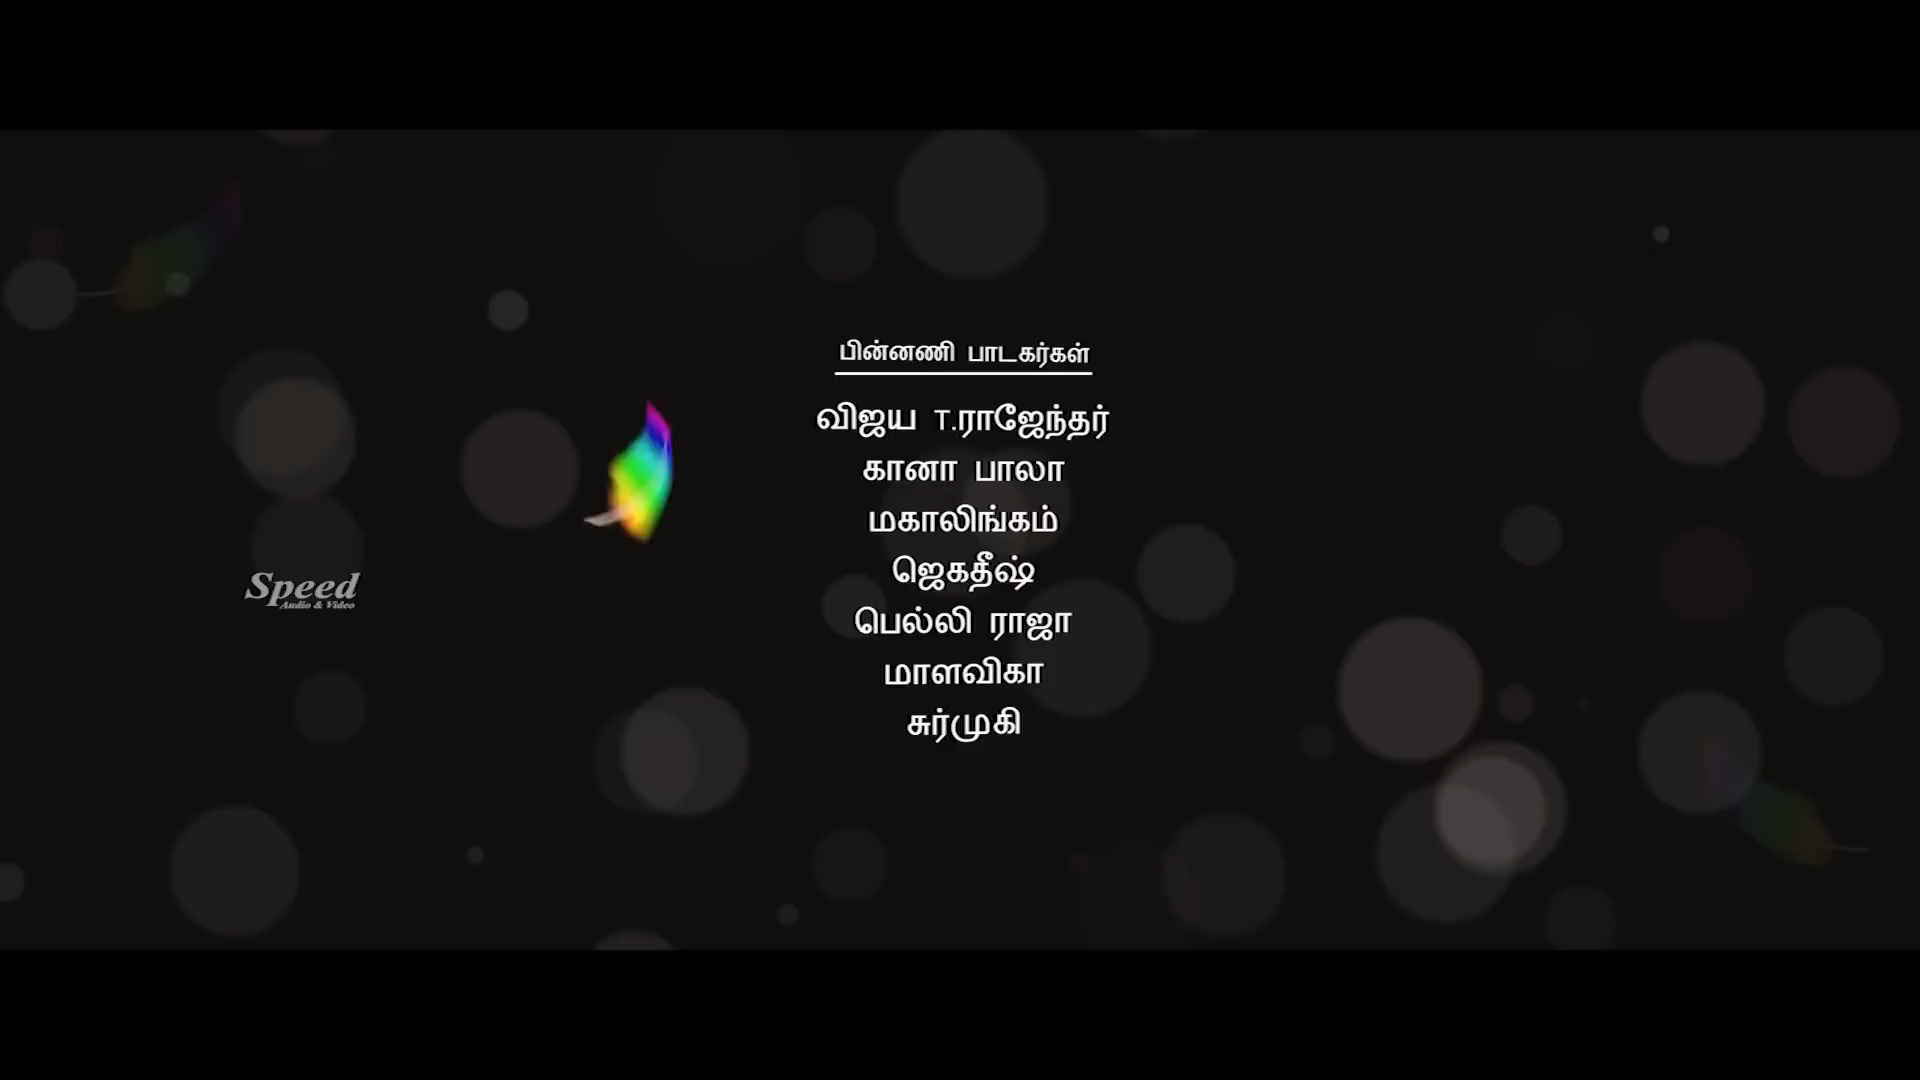 பின்னணி பாடகர்கள்
விஜய T.ராஜேந்தர்
கானா பாலா
மகாலிங்கம்
ஜெகதீஷ்
பெல்லி ராஜா
மாளவிகா
சுர்முகி
Speed
Audio & Video